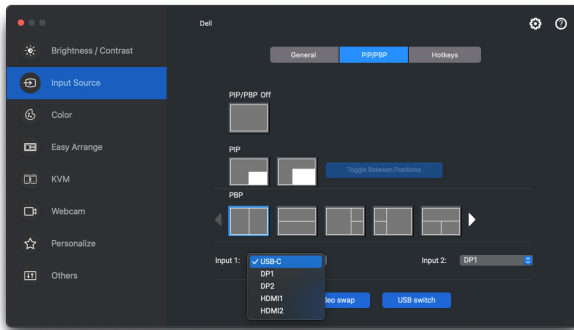 Dell
Brightness / Contrast
Input Source
Color
Easy Arrange
KVM
Webcam
Personalize
Others
General
PIP/PBP
Hotkeys
PIP/PBP Off
PIP
Toggle Between Positions
PBP
Input 1:
✓ USB-C
DP1
DP2
HDMI1
HDMI2
Input 2:
DP1
deo swap
USB switch